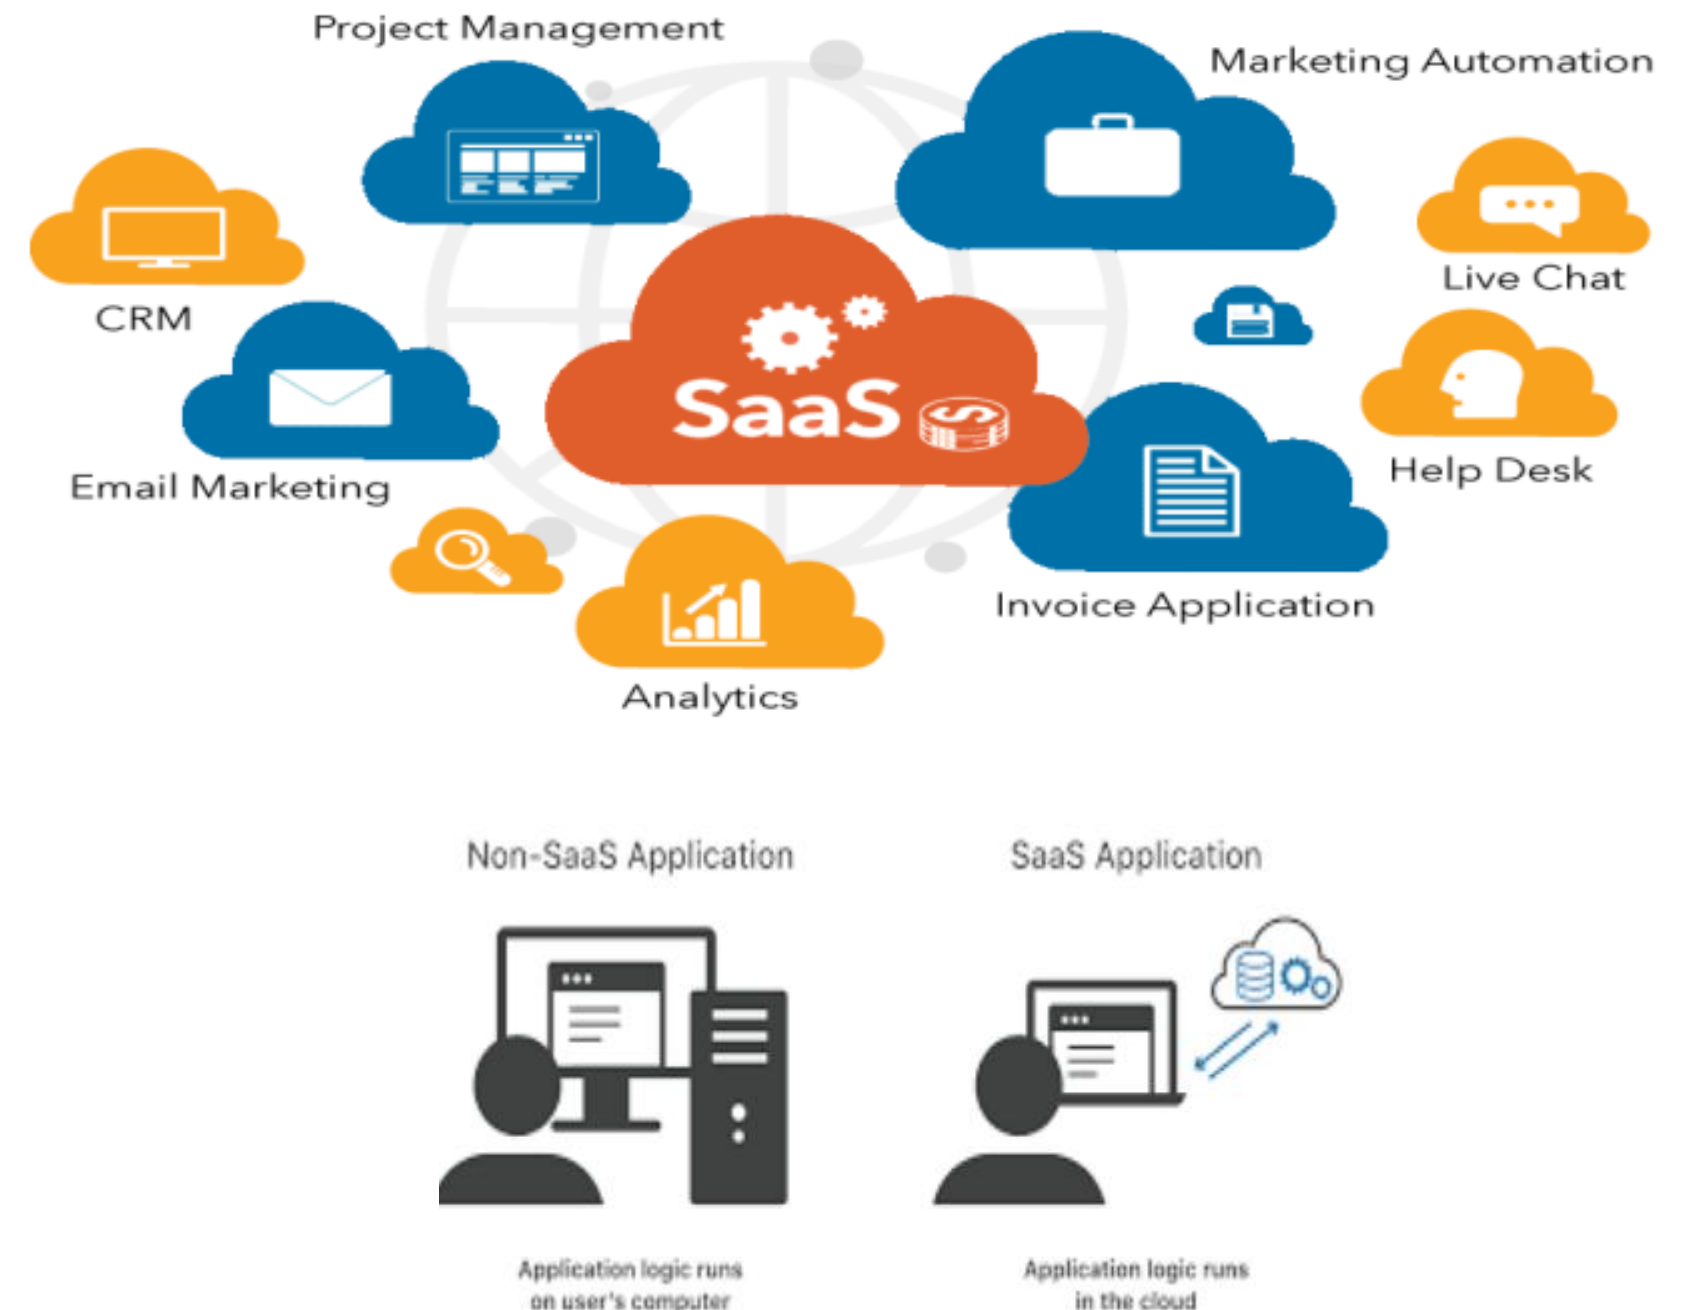 Project Management
Marketing Automation
CRM
Live Chat
SaaS
Email Marketing
Help Desk
Invoice Application
Analytics
Non-SaaS Application
SaaS Application
Application logic runs
on user's computer
Application logic runs
in the cloud